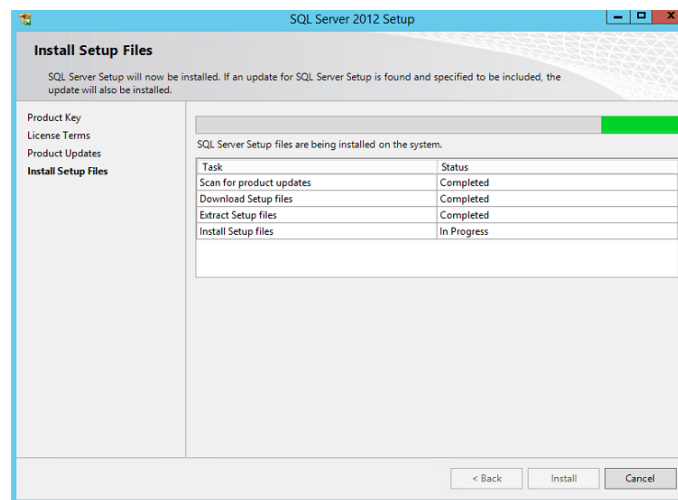 SQL Server 2012 Setup
Install Setup Files
SQL Server Setup will now be installed. If an update for SQL Server Setup is found and specified to be included, the
update will also be installed.
Product Key
License Terms
Product Updates
Install Setup Files
SQL Server Setup files are being installed on the system.
Task Status
Scan for product updates Completed
Download Setup files Completed
Extract Setup files Completed
Install Setup files In Progress
< Back Install Cancel